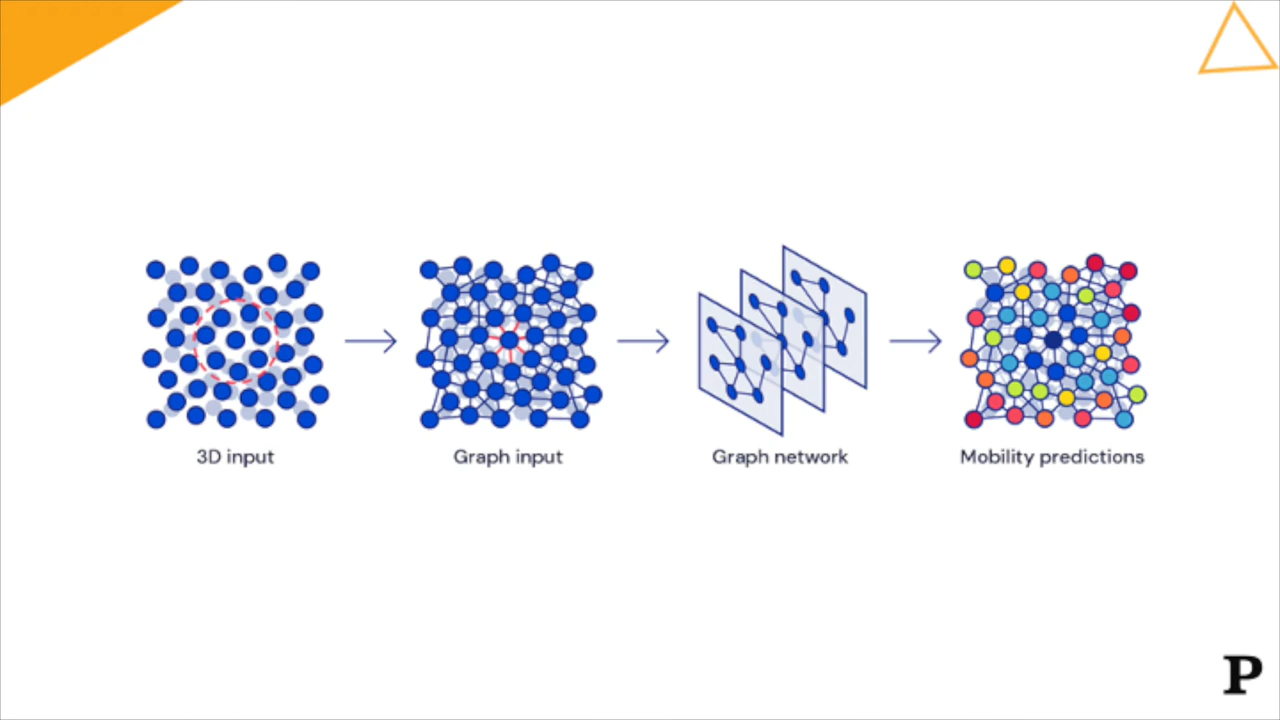 3D input
Graph input
Graph network
Mobility predictions
P